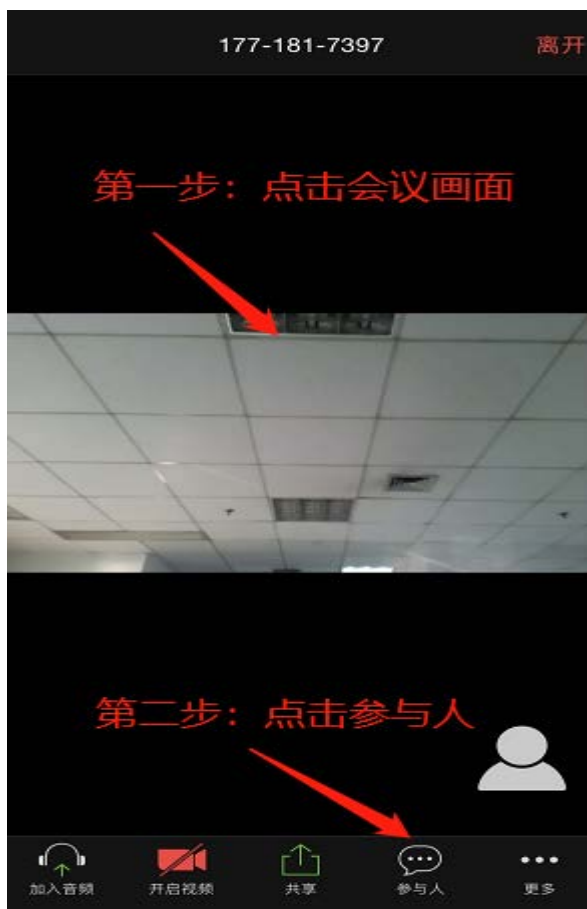 177-181-7397 离开
第一步：点击会议画面
第二步：点击参与人
加入音频 开启视频 共享 参与人 更多